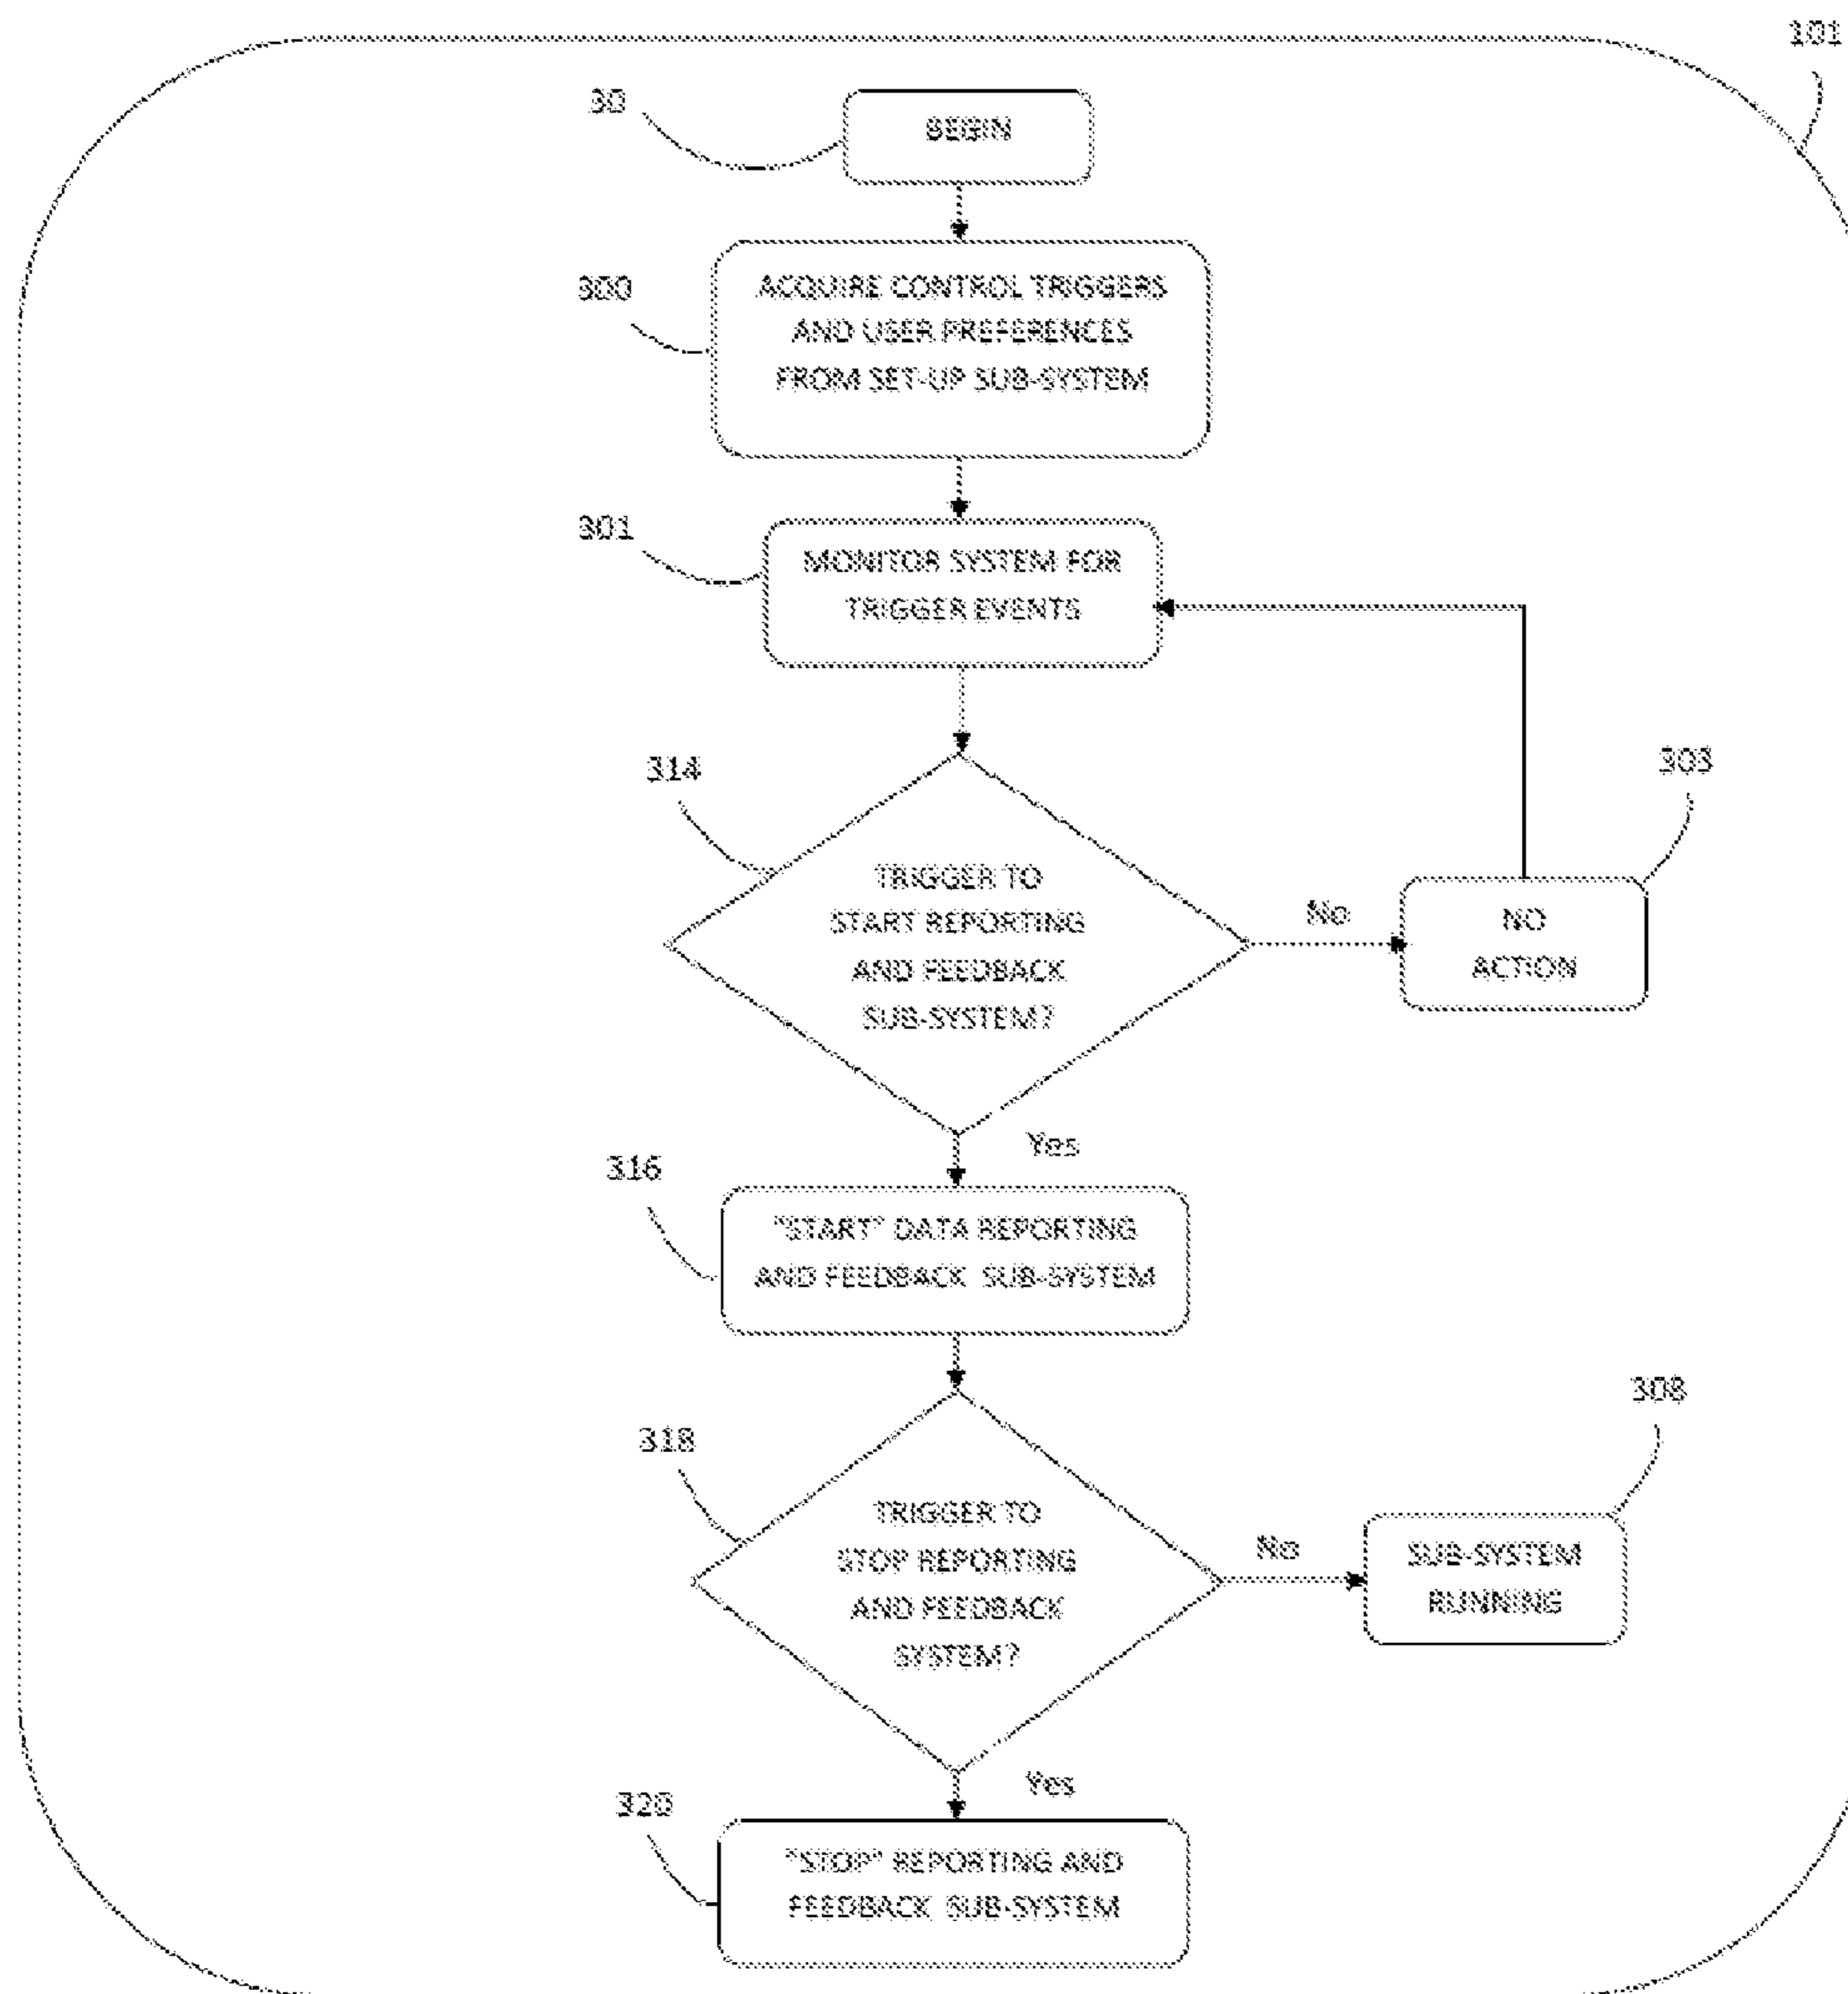 101
30
BEGIN
300
ACQUIRE CONTROL TRIGGERS
AND USER PREFERENCES
FROM SET-UP SUB-SYSTEM
301
MONITOR SYSTEM FOR
TRIGGER EVENTS
314
TRIGGER TO
START REPORTING
AND FEEDBACK
SUB-SYSTEM?
No
303
NO
ACTION
Yes
316
"START" DATA REPORTING
AND FEEDBACK SUB-SYSTEM
318
TRIGGER TO
STOP REPORTING
AND FEEDBACK
SYSTEM?
No
308
SUB-SYSTEM
RUNNING
Yes
320
"STOP" REPORTING AND
FEEDBACK SUB-SYSTEM